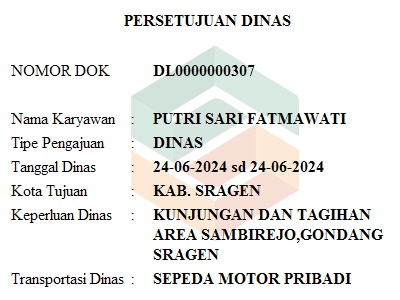 PERSETUJUAN DINAS
NOMOR DOK DL0000000307
Nama Karyawan : PUTRI SARI FATMAWATI
Tipe Pengajuan : DINAS
Tanggal Dinas : 24-06-2024 sd 24-06-2024
Kota Tujuan : KAB. SRAGEN
Keperluan Dinas : KUNJUNGAN DAN TAGIHAN
AREA SAMBIREJO,GONDANG
SRAGEN
Transportasi Dinas : SEPEDA MOTOR PRIBADI